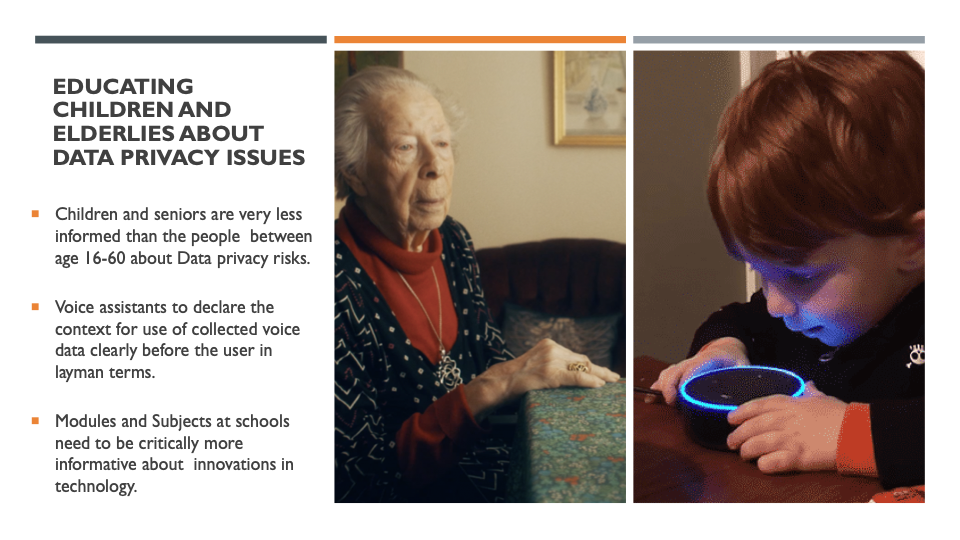 EDUCATING
CHILDREN AND
ELDERLIES ABOUT
DATA PRIVACY ISSUES
Children and seniors are very less
informed than the people  between
age 16-60 about Data privacy risks.
Voice assistants to declare the
context for use of collected voice
data clearly before the user in
layman terms.
Modules and Subjects at schools
need to be critically more
informative about  innovations in
technology.